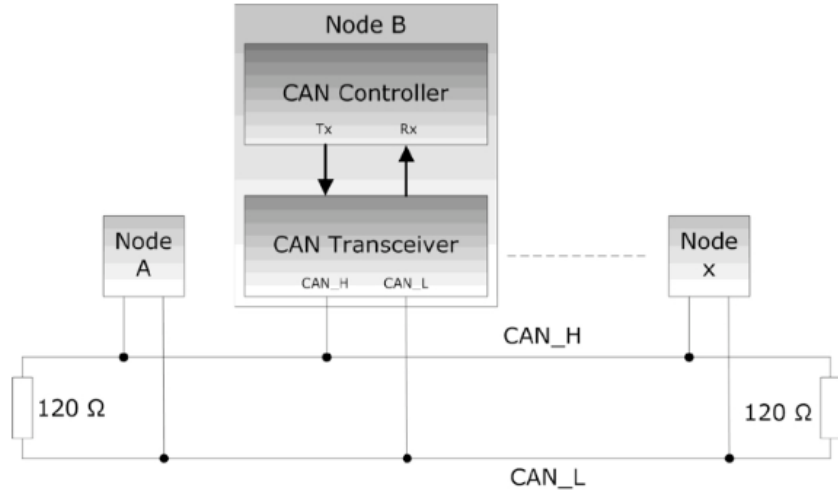 Node B
CAN Controller
Tx Rx
Node
A
CAN Transceiver
CAN_H CAN_L
Node
x
CAN_H
120 Ω
120 Ω
CAN_L